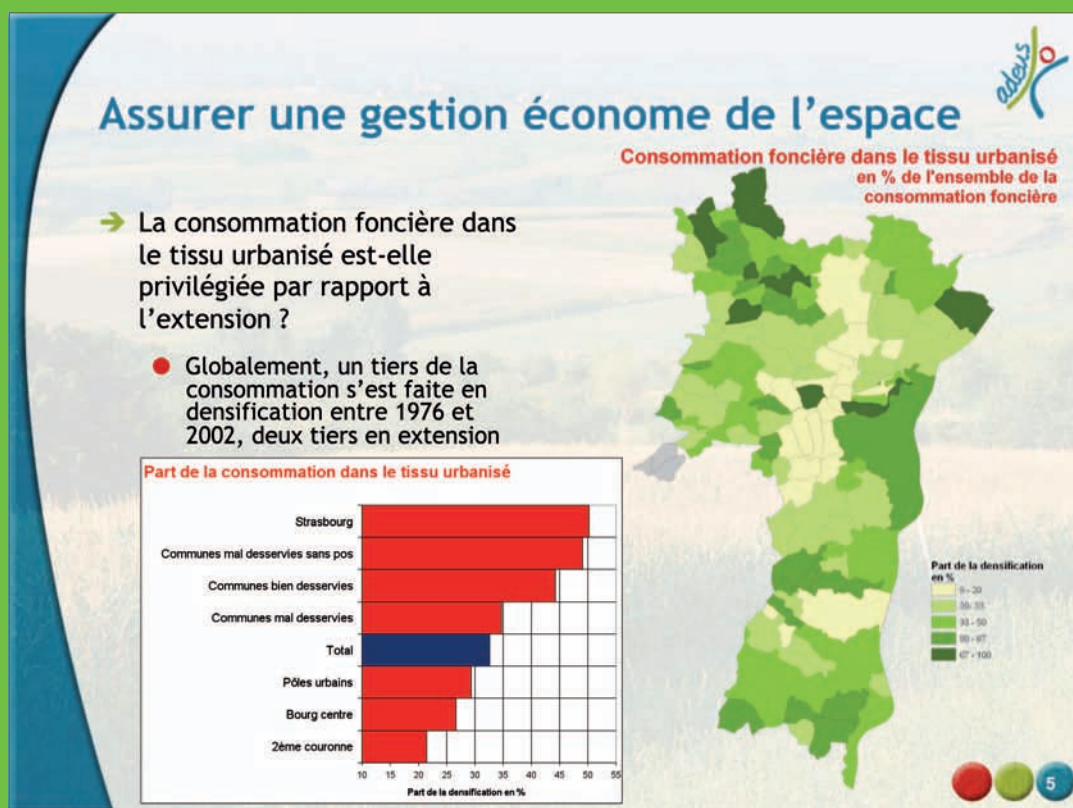 adeus
Assurer une gestion économe de l'espace
Consommation foncière dans le tissu urbanisé
en % de l'ensemble de la
consommation foncière
➔ La consommation foncière dans
le tissu urbanisé est-elle
privilégiée par rapport à
l'extension ?
● Globalement, un tiers de la
consommation s'est faite en
densification entre 1976 et
2002, deux tiers en extension
Part de la consommation dans le tissu urbanisé
Strasbourg
Communes mal desservies sans pos
Communes bien desservies
Communes mal desservies
Total
Pôles urbains
Bourg centre
2ème couronne
10 15 20 25 30 35 40 45 50 55
Part de la densification en %
Part de la densification
en %
67 - 100
5